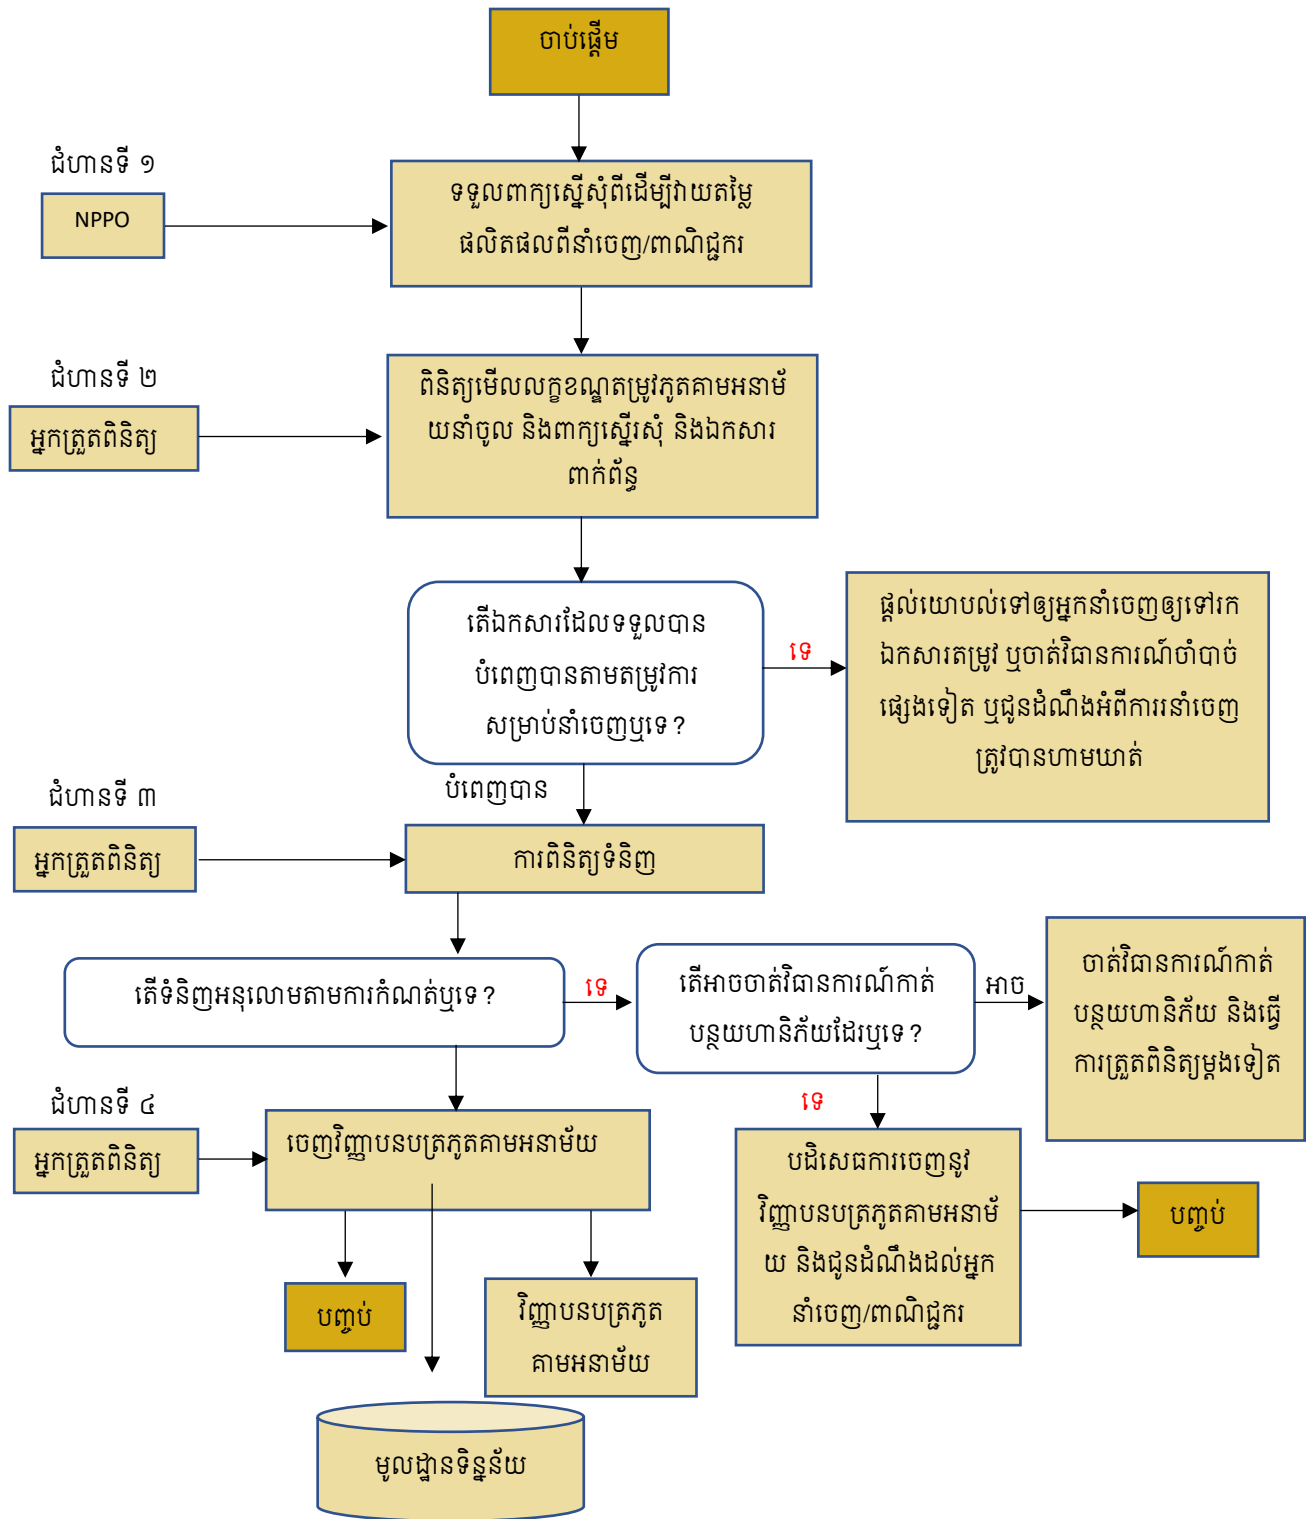 ចាប់ផ្តើម
ជំហានទី ១
NPPO
ទទួលពាក្យស្នើសុំពីដើម្បីវាយតម្លៃ
ផលិតផលពីនាំចេញ/ពាណិជ្ជករ
ជំហានទី ២
អ្នកត្រួតពិនិត្យ
ពិនិត្យមើលលក្ខខណ្ឌតម្រូវភូតគាមអនាម័
យនាំចូល និងពាក្យស្នើរសុំ និងឯកសារ
ពាក់ព័ន្ធ
តើឯកសារដែលទទួលបាន
បំពេញបានតាមតម្រូវការ
សម្រាប់នាំចេញឬទេ?
ទេ
ផ្តល់យោបល់ទៅឲ្យអ្នកនាំចេញឲ្យទៅរក
ឯកសារតម្រូវ ឬចាត់វិធានការណ៍ចាំបាច់
ផ្សេងទៀត ឬជូនដំណឹងអំពីការរនាំចេញ
ត្រូវបានហាមឃាត់
បំពេញបាន
ជំហានទី ៣
អ្នកត្រួតពិនិត្យ
ការពិនិត្យទំនិញ
តើទំនិញអនុលោមតាមការកំណត់ឬទេ?
ទេ
តើអាចចាត់វិធានការណ៍កាត់
បន្ថយហានិភ័យដែរឬទេ?
អាច
ចាត់វិធានការណ៍កាត់
បន្ថយហានិភ័យ និងធ្វើ
ការត្រួតពិនិត្យម្តងទៀត
ទេ
ជំហានទី ៤
អ្នកត្រួតពិនិត្យ
ចេញវិញ្ញាបនបត្រភូតគាមអនាម័យ
បដិសេធការចេញនូវ
វិញ្ញាបនបត្រភូតគាមអនាម័
យ និងជូនដំណឹងដល់អ្នក
នាំចេញ/ពាណិជ្ជករ
បញ្ចប់
បញ្ចប់
វិញ្ញាបនបត្រភូត
គាមអនាម័យ
មូលដ្ឋានទិន្នន័យ